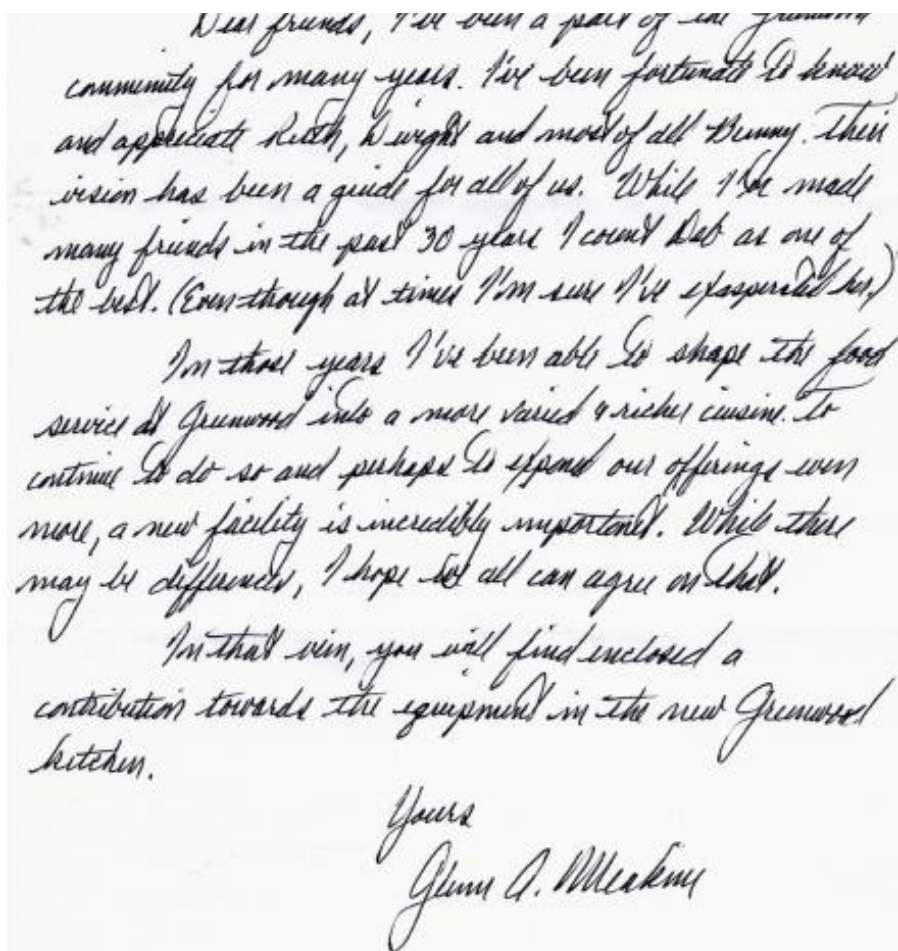 Dear friends, I've been a part of the Greenwood
community for many years. I've been fortunate to know
and appreciate Ruth, Dwight and most of all Bunny. Their
vision has been a guide for all of us. While I've made
many friends in the past 30 years I count Deb as one of
the best. (Even though at times I'm sure I've exasperated her.)
In those years I've been able to shape the food
service at Greenwood into a more varied & richer cuisine. To
continue to do so and perhaps to expand our offerings even
more, a new facility is incredibly important. While there
may be differences, I hope we all can agree on that.
In that vein, you will find enclosed a
contribution towards the equipment in the new Greenwood
kitchen.
Yours
Glenn A. Meakins